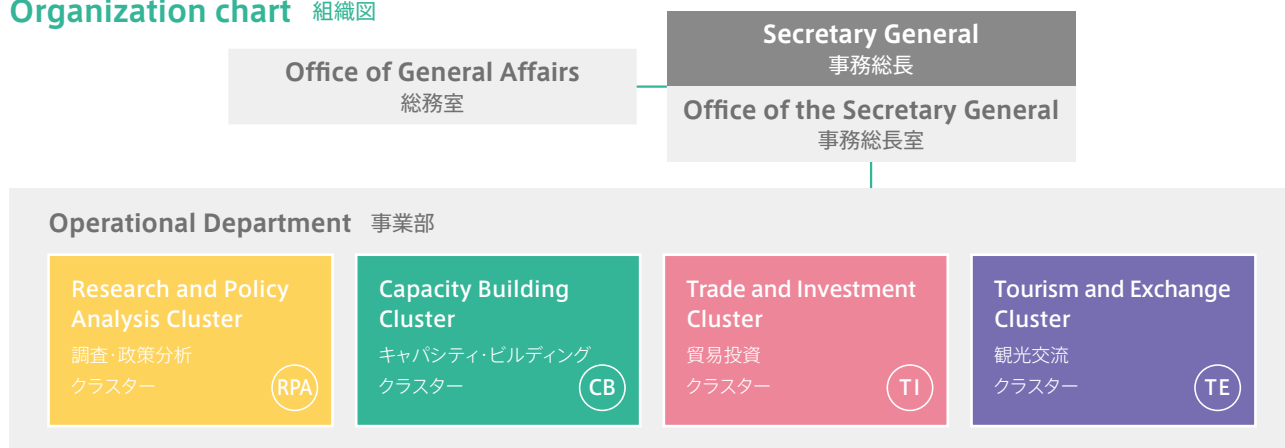 Organization chart 組織図
Secretary General
事務総長
Office of General Affairs
総務室
Office of the Secretary General
事務総長室
Operational Department 事業部
Research and Policy
Analysis Cluster
調査･政策分析
クラスター
RPA
Capacity Building
Cluster
キャパシティ･ビルディング
クラスター
CB
Trade and Investment
Cluster
貿易投資
クラスター
TI
Tourism and Exchange
Cluster
観光交流
クラスター
TE